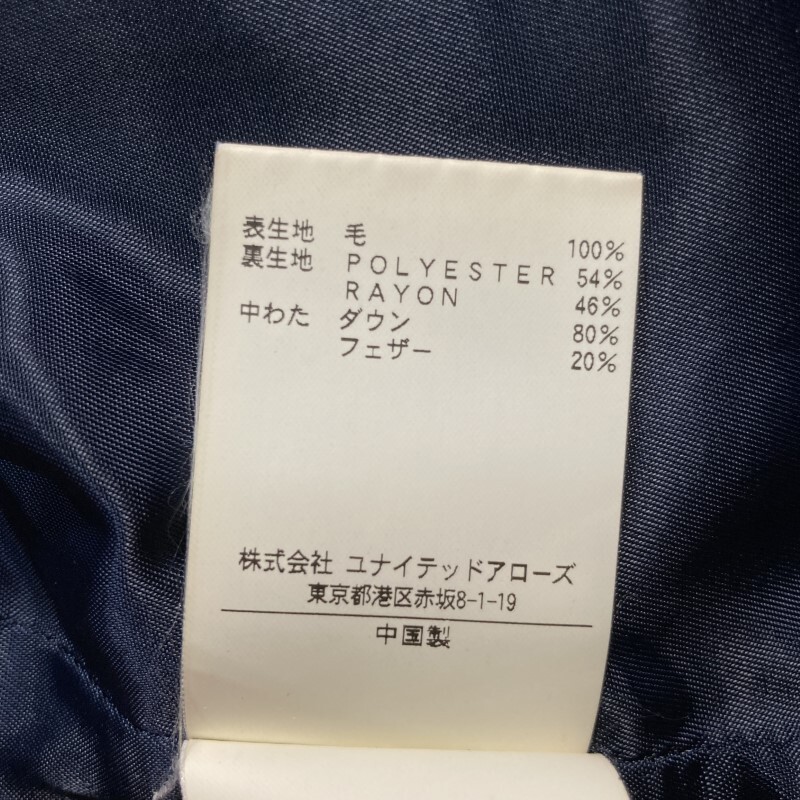 表生地 毛 100%
裏生地 POLYESTER 54%
RAYON 46%
中わた ダウン 80%
フェザー 20%
株式会社 ユナイテッドアローズ
東京都港区赤坂8-1-19
中国製